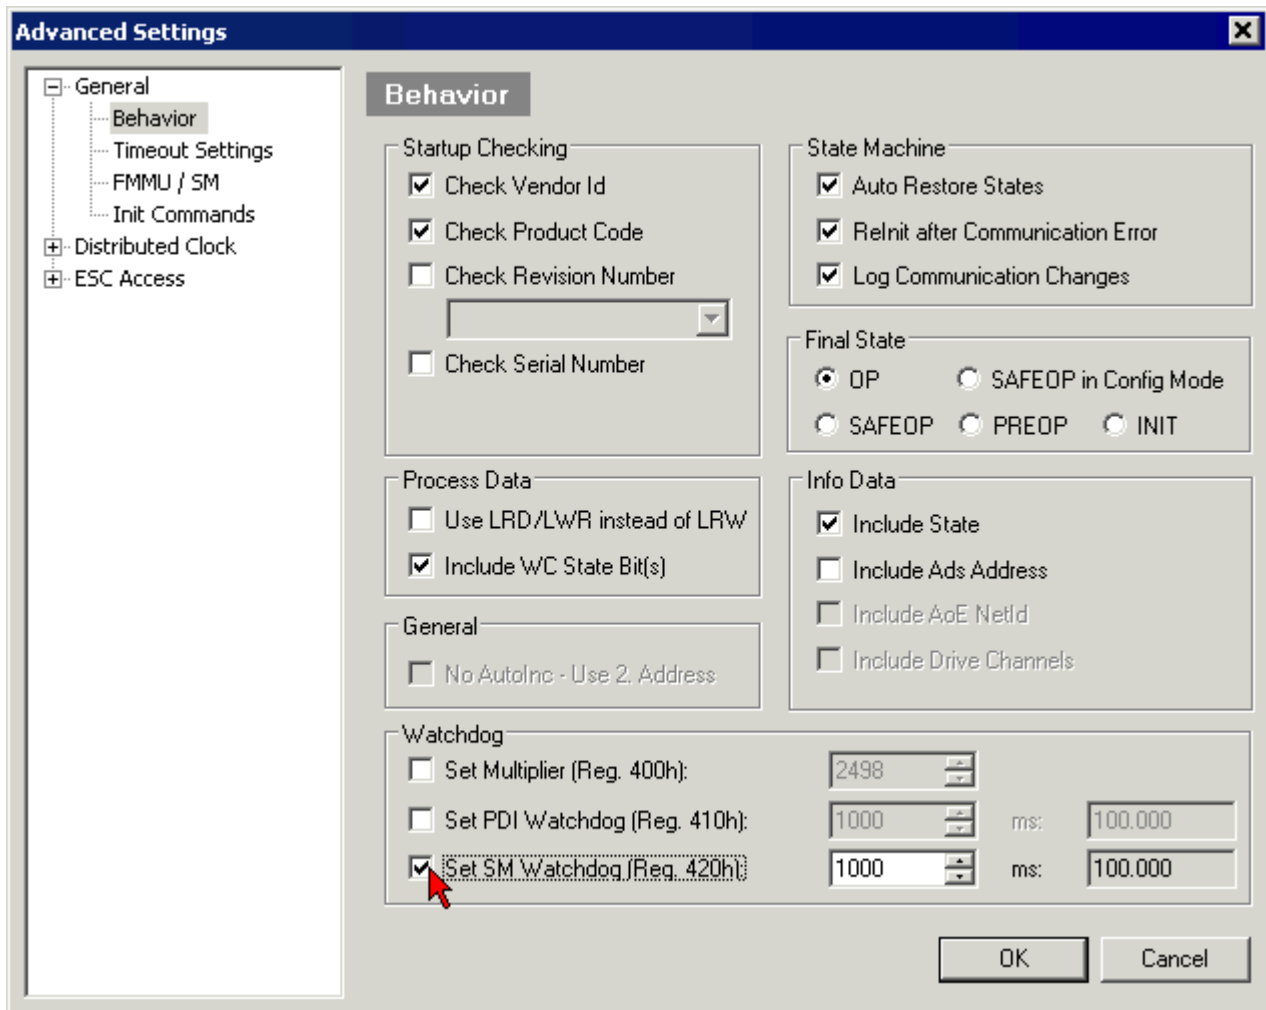 Advanced Settings
General
Behavior
Timeout Settings
FMMU / SM
Init Commands
Distributed Clock
ESC Access
Behavior
Startup Checking
Check Vendor Id
Check Product Code
Check Revision Number
Check Serial Number
State Machine
Auto Restore States
ReInit after Communication Error
Log Communication Changes
Final State
OP
SAFEOP in Config Mode
SAFEOP
PREOP
INIT
Process Data
Use LRD/LWR instead of LRW
Include WC State Bit(s)
Info Data
Include State
Include Ads Address
Include AoE NetId
Include Drive Channels
General
No AutoInc - Use 2. Address
Watchdog
Set Multiplier (Reg. 400h): 2498
Set PDI Watchdog (Reg. 410h): 1000 ms: 100.000
Set SM Watchdog (Reg. 420h): 1000 ms: 100.000
OK Cancel